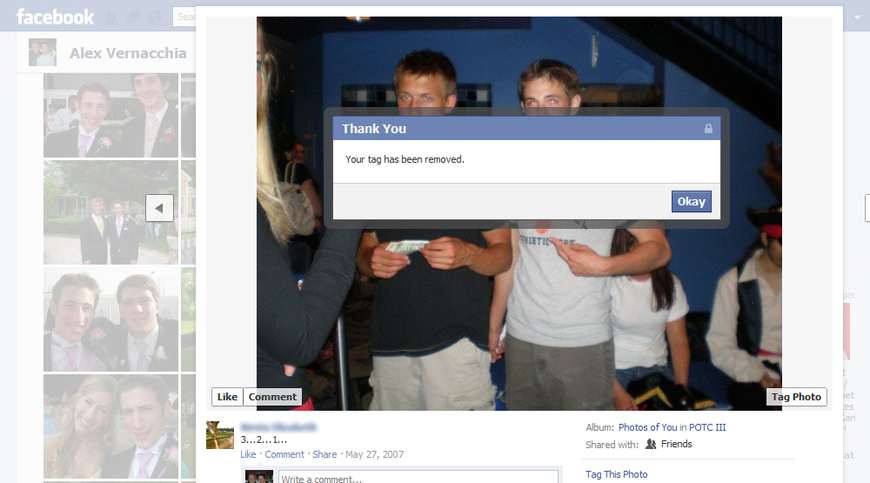 facebook
Sea
Alex Vernacchia
Thank You
Your tag has been removed.
Okay
Like
Comment
Tag Photo
3...2...1...
Like · Comment · Share · May 27, 2007
Write a comment...
Album: Photos of You in POTC III
Shared with: Friends
Tag This Photo